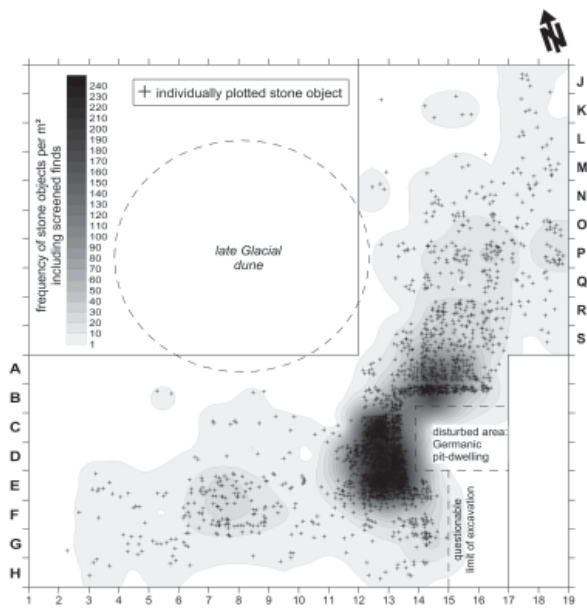 N
+ individually plotted stone object
frequency of stone objects per m²
including screened finds
240
230
220
210
200
190
180
170
160
150
140
130
120
110
100
90
80
70
60
50
40
30
20
10
1
late Glacial
dune
disturbed area:
Germanic
pit-dwelling
questionable
limit of excavation
J
K
L
M
N
O
P
Q
R
S
A
B
C
D
E
F
G
H
1 2 3 4 5 6 7 8 9 10 11 12 13 14 15 16 17 18 19